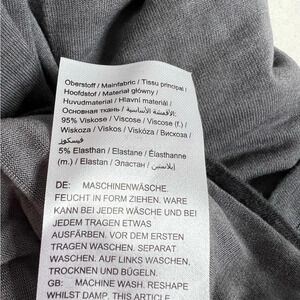 Oberstoff / Mainfabric / Tissu principal /
Hoofdstof / Materiał główny /
Huvudmaterial / Hlavní materiál /
Основная ткань / الأقمشة الأساسية:
95% Viskose / Viscose / Viscose (f.) /
Wiskoza / Viskos / Viskóza / Вискоза /
فيسكوز
5% Elasthan / Elastane / Élasthanne
(m.) / Elastan / Эластан / إيلاستين
DE: MASCHINENWÄSCHE.
FEUCHT IN FORM ZIEHEN. WARE
KANN BEI JEDER WÄSCHE UND BEI
JEDEM TRAGEN ETWAS
AUSFÄRBEN. VOR DEM ERSTEN
TRAGEN WASCHEN. SEPARAT
WASCHEN. AUF LINKS WASCHEN,
TROCKNEN UND BÜGELN.
GB: MACHINE WASH. RESHAPE
WHILST DAMP. THIS ARTICLE